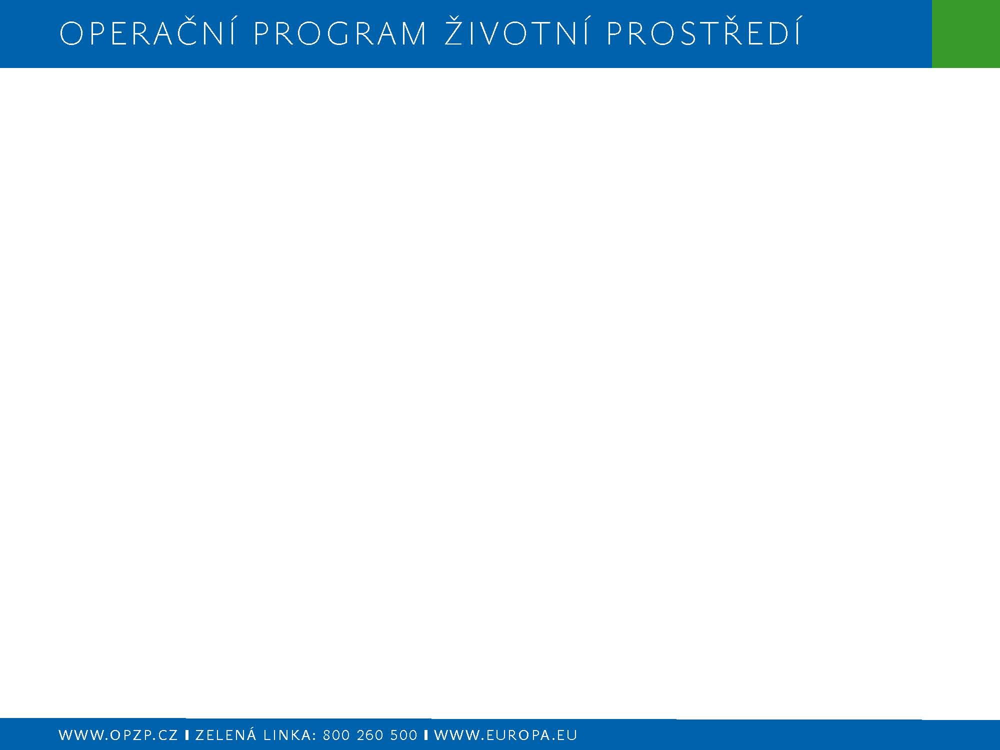 OPERAČNÍ PROGRAM ŽIVOTNÍ PROSTŘEDÍ
WWW.OPZP.CZ I ZELENÁ LINKA: 800 260 500 I WWW.EUROPA.EU